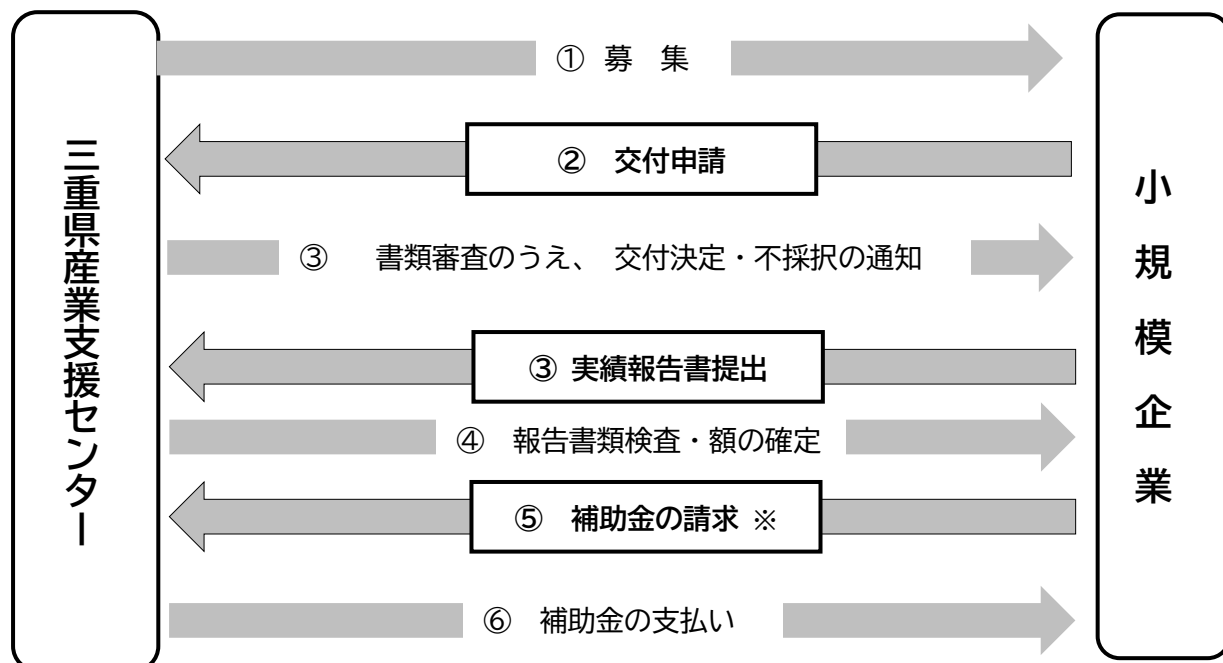 三重県産業支援センター
① 募　集
②　交付申請
③　　書類審査のうえ、 交付決定・不採択の通知
③ 実績報告書提出
④　報告書類検査・額の確定
⑤　補助金の請求 ※
⑥　補助金の支払い
小規模企業